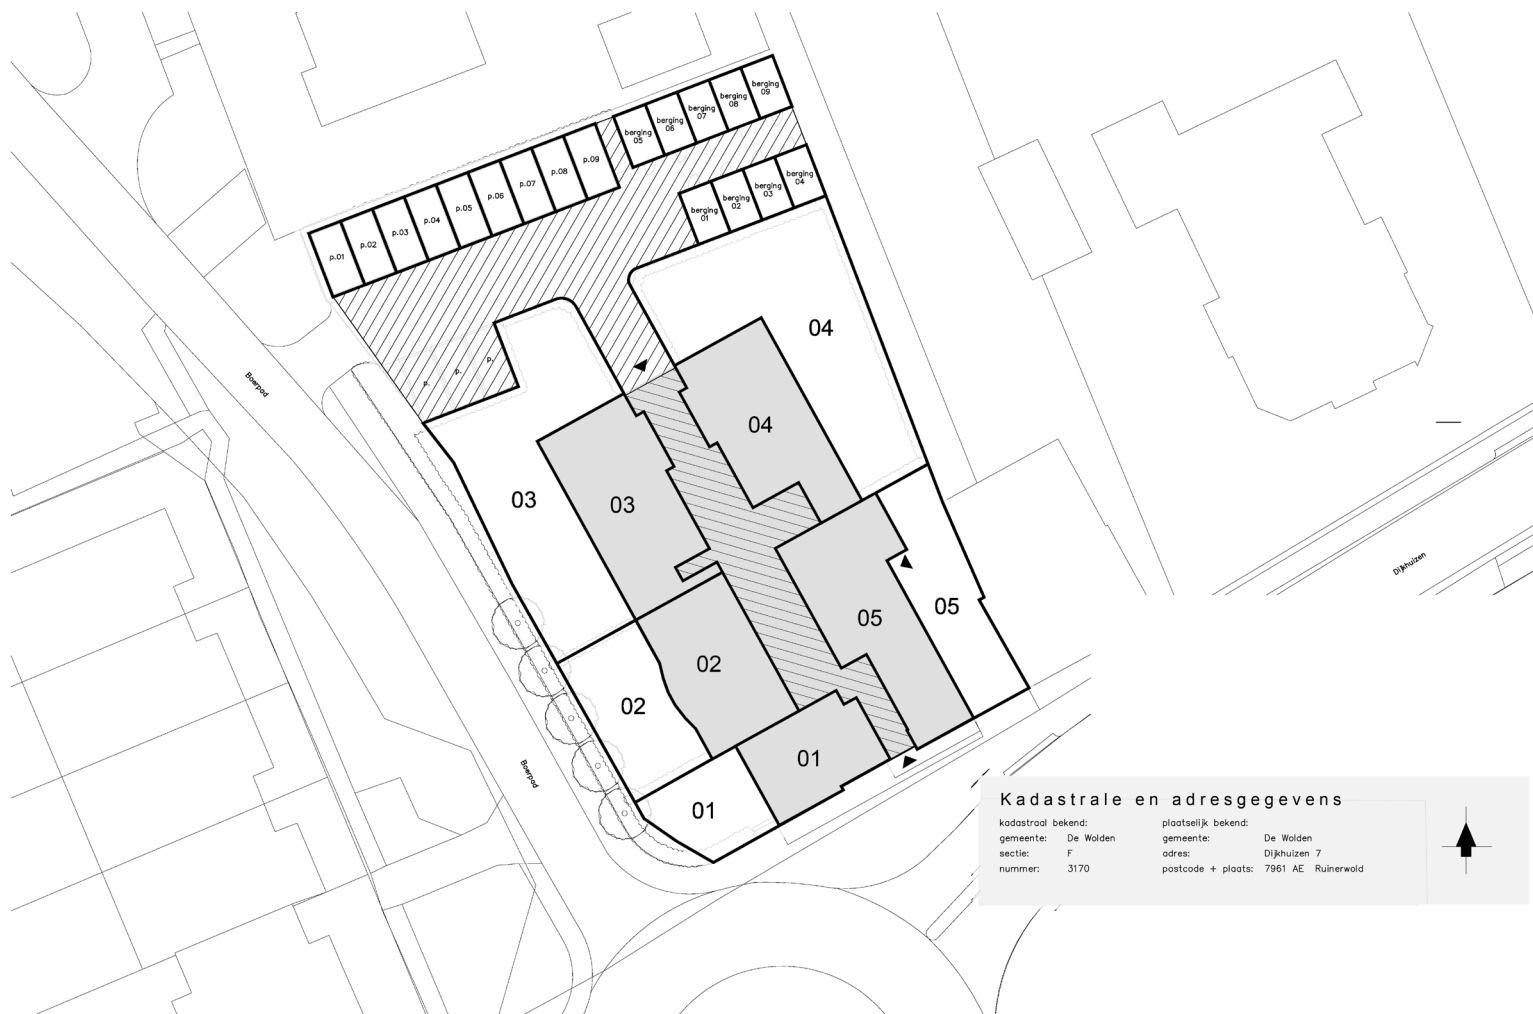 berging
09
berging
08
berging
07
berging
06
berging
05
p.09
p.08
p.07
p.06
p.05
p.04
p.03
p.02
p.01
berging
04
berging
03
berging
02
berging
01
p.
p.
p.
04
04
03
03
05
05
02
02
01
01
Boerpad
Boerpad
Dijkhuizen
Kadastrale en adresgegevens
kadastraal bekend: plaatselijk bekend:
gemeente: De Wolden gemeente: De Wolden
sectie: F adres: Dijkhuizen 7
nummer: 3170 postcode + plaats: 7961 AE Ruinerwold